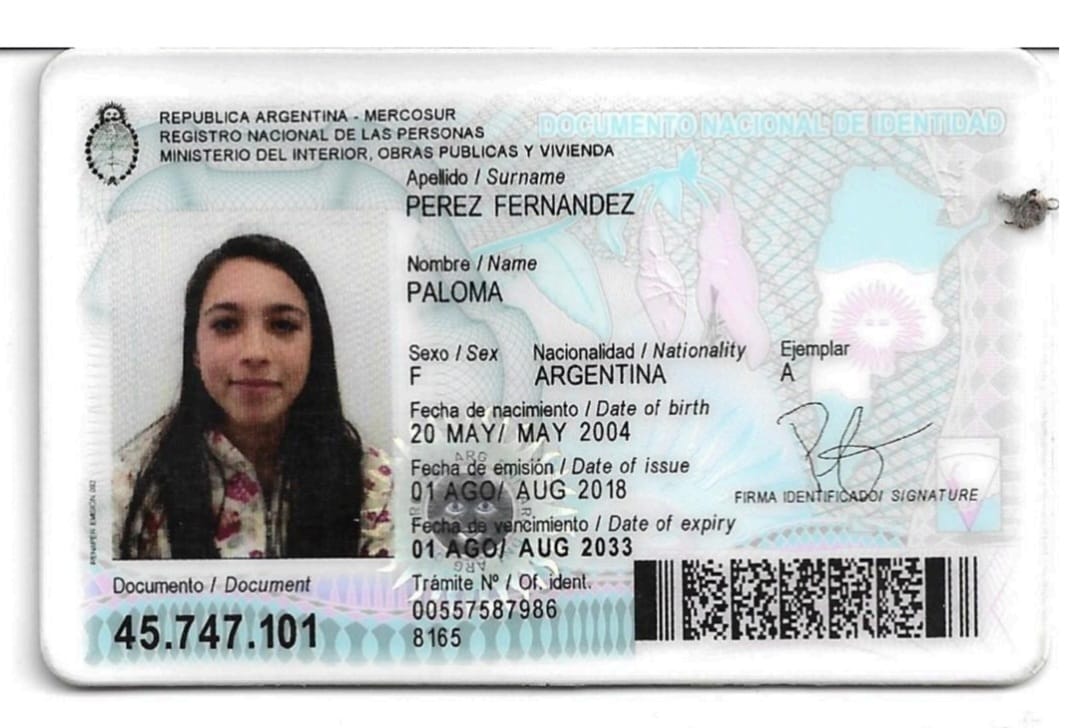 REPUBLICA ARGENTINA - MERCOSUR
REGISTRO NACIONAL DE LAS PERSONAS
MINISTERIO DEL INTERIOR, OBRAS PUBLICAS Y VIVIENDA
DOCUMENTO NACIONAL DE IDENTIDAD
Apellido / Surname
PEREZ FERNANDEZ
Nombre / Name
PALOMA
Sexo / Sex Nacionalidad / Nationality Ejemplar
F ARGENTINA A
Fecha de nacimiento / Date of birth
20 MAY/ MAY 2004
ARG
Fecha de emisión / Date of issue
01 AGO/ AUG 2018
FIRMA IDENTIFICADO/ SIGNATURE
Fecha de vencimiento / Date of expiry
01 AGO/ AUG 2033
ARG
Documento / Document
45.747.101
Trámite Nº / Of. ident.
00557587986
8165